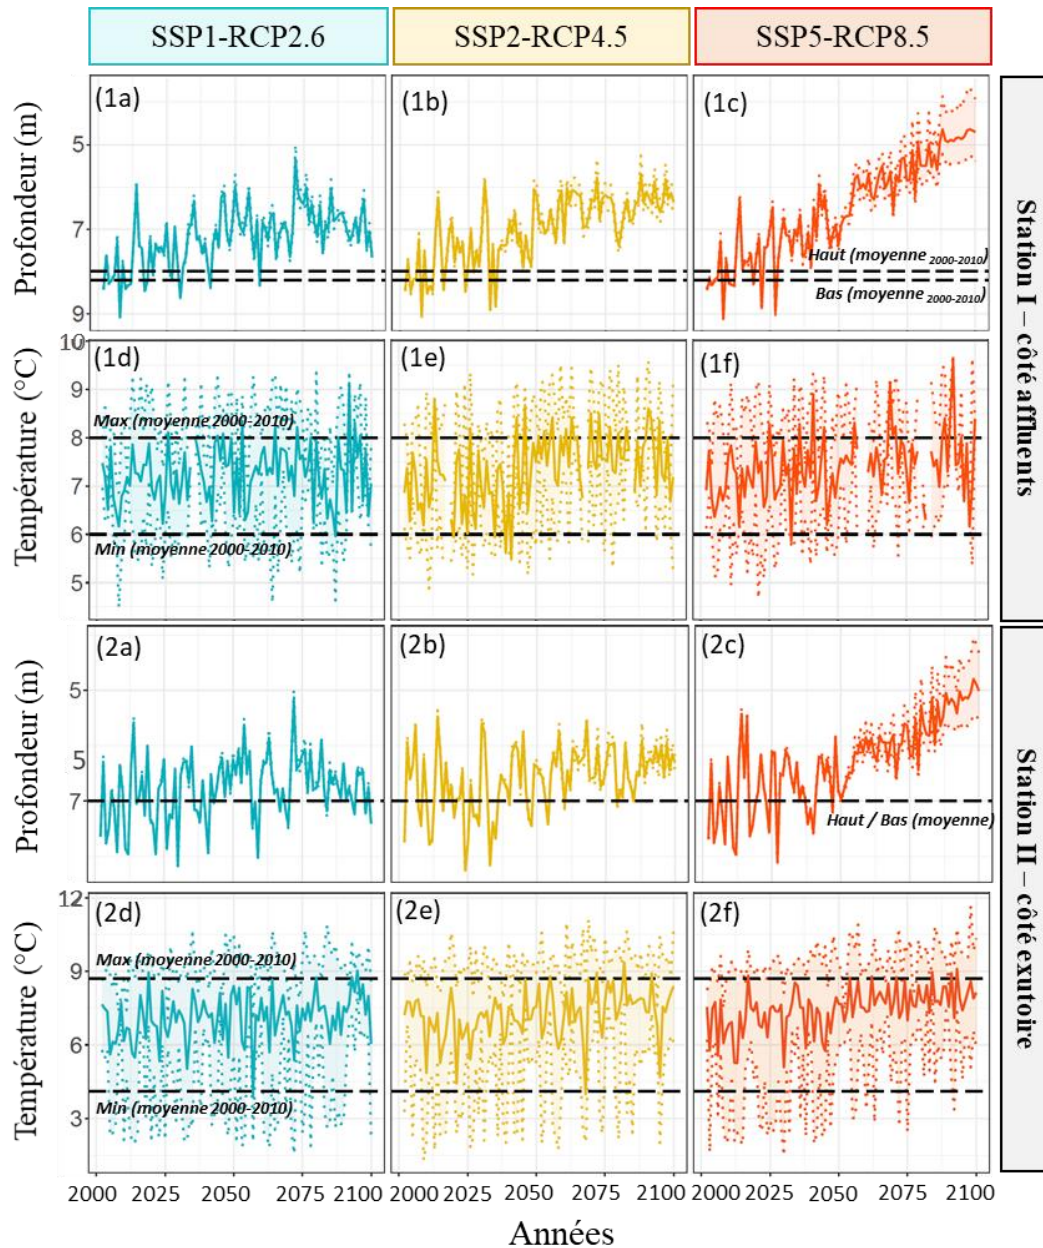 SSP1-RCP2.6
SSP2-RCP4.5
SSP5-RCP8.5
Profondeur (m)
5
7
9
(1a)
(1b)
(1c)
Haut (moyenne 2000-2010)
Bas (moyenne 2000-2010)
Station I – côté affluents
Température (°C)
10
9
8
7
6
5
(1d)
Max (moyenne 2000-2010)
Min (moyenne 2000-2010)
(1e)
(1f)
Profondeur (m)
5
5
7
(2a)
(2b)
(2c)
Haut / Bas (moyenne)
Station II – côté exutoire
Température (°C)
12
9
6
3
(2d)
Max (moyenne 2000-2010)
Min (moyenne 2000-2010)
(2e)
(2f)
2000 2025 2050 2075 2100
2000 2025 2050 2075 2100
2000 2025 2050 2075 2100
Années